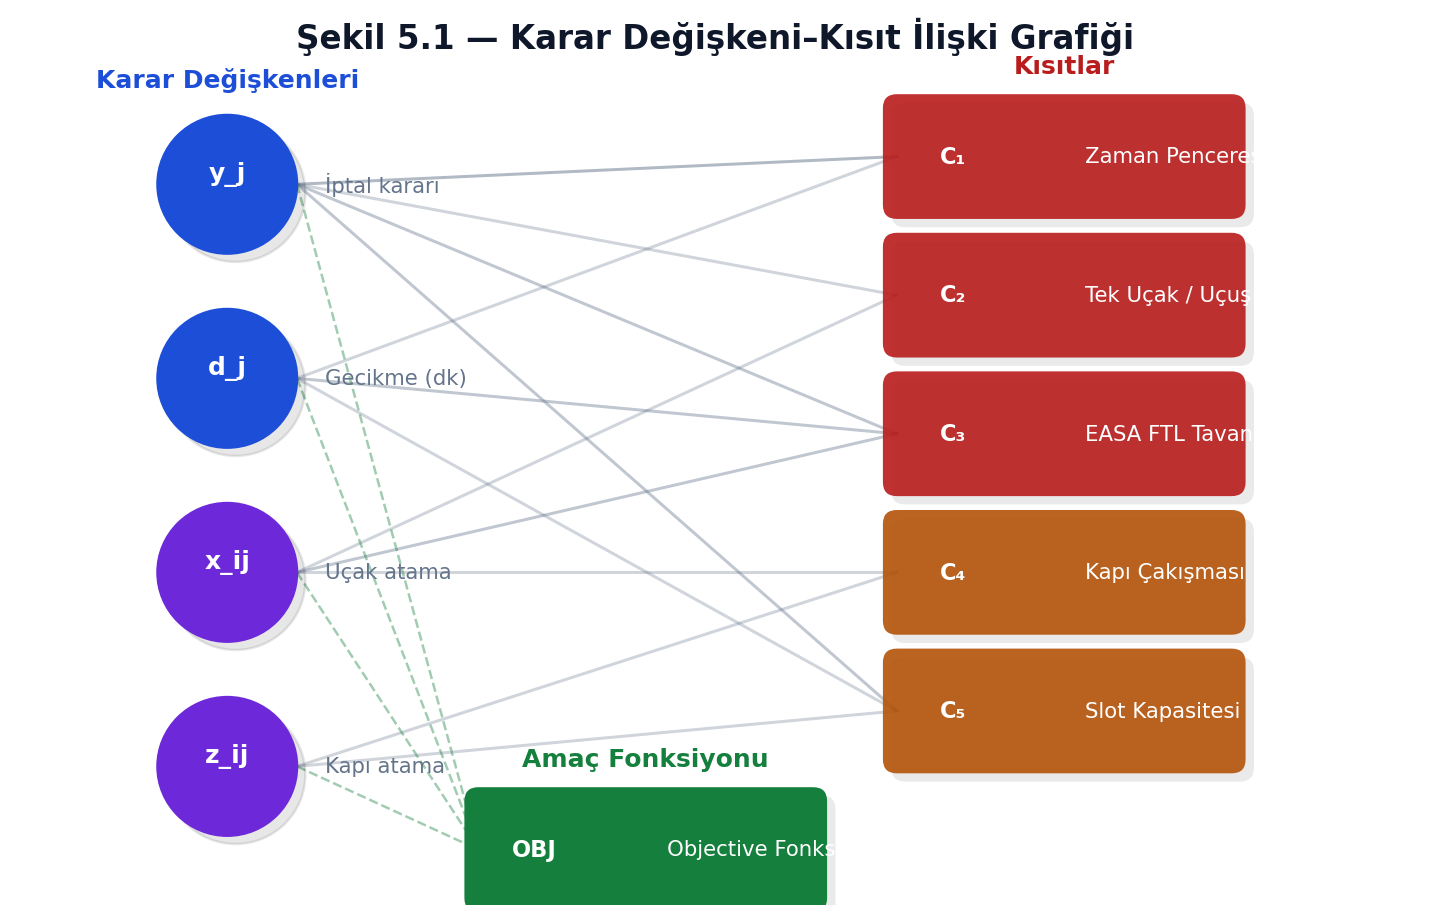 Şekil 5.1 — Karar Değişkeni–Kısıt İlişki Grafiği
Karar Değişkenleri
Kısıtlar
y_j
İptal kararı
d_j
Gecikme (dk)
x_ij
Uçak atama
z_ij
Kapı atama
C₁ Zaman Penceres
C₂ Tek Uçak / Uçuş
C₃ EASA FTL Tavan
C₄ Kapı Çakışması
C₅ Slot Kapasitesi
Amaç Fonksiyonu
OBJ Objective Fonks